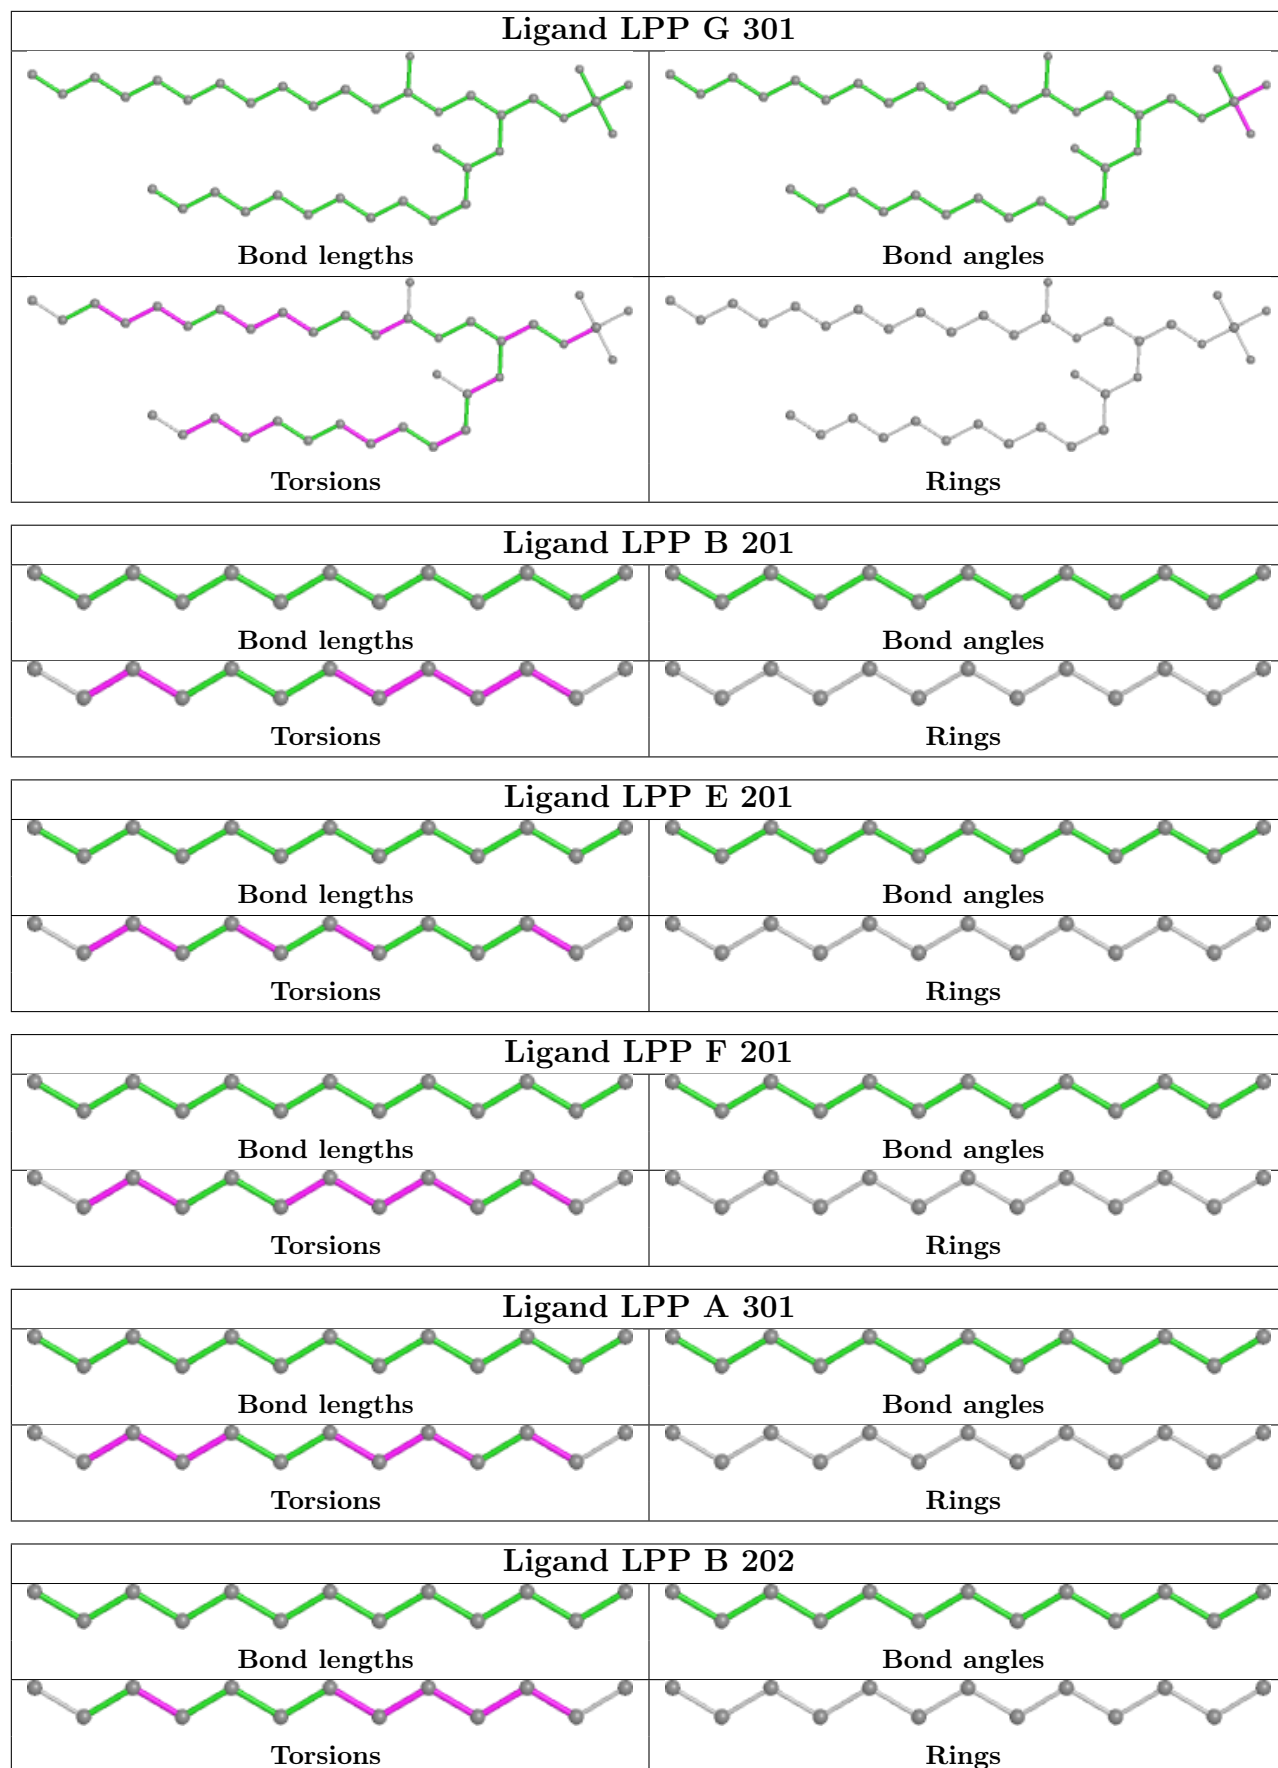 Ligand LPP G 301
Bond lengths
Bond angles
Torsions
Rings
Ligand LPP B 201
Bond lengths
Bond angles
Torsions
Rings
Ligand LPP E 201
Bond lengths
Bond angles
Torsions
Rings
Ligand LPP F 201
Bond lengths
Bond angles
Torsions
Rings
Ligand LPP A 301
Bond lengths
Bond angles
Torsions
Rings
Ligand LPP B 202
Bond lengths
Bond angles
Torsions
Rings